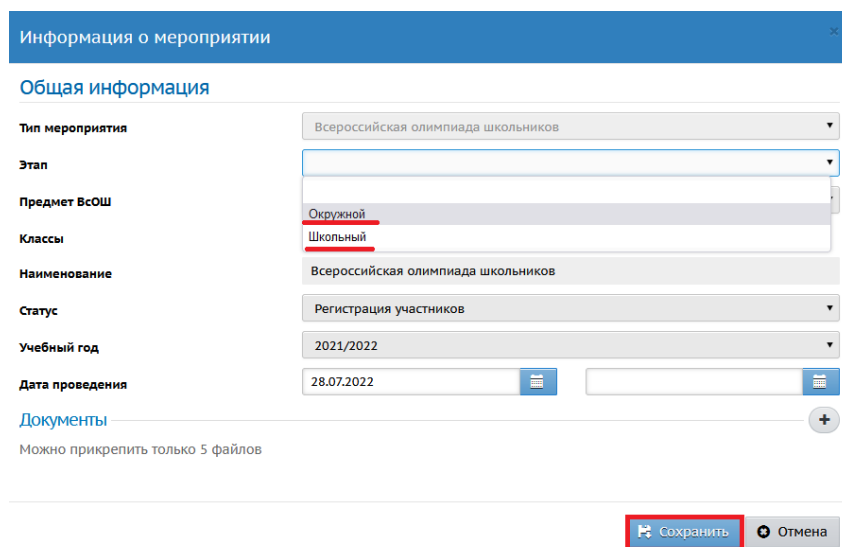 Информация о мероприятии
×
Общая информация
Тип мероприятия
Всероссийская олимпиада школьников
Этап
Предмет ВсОШ
Окружной
Классы
Школьный
Наименование
Всероссийская олимпиада школьников
Статус
Регистрация участников
Учебный год
2021/2022
Дата проведения
28.07.2022
Документы
+
Можно прикрепить только 5 файлов
Сохранить
Отмена